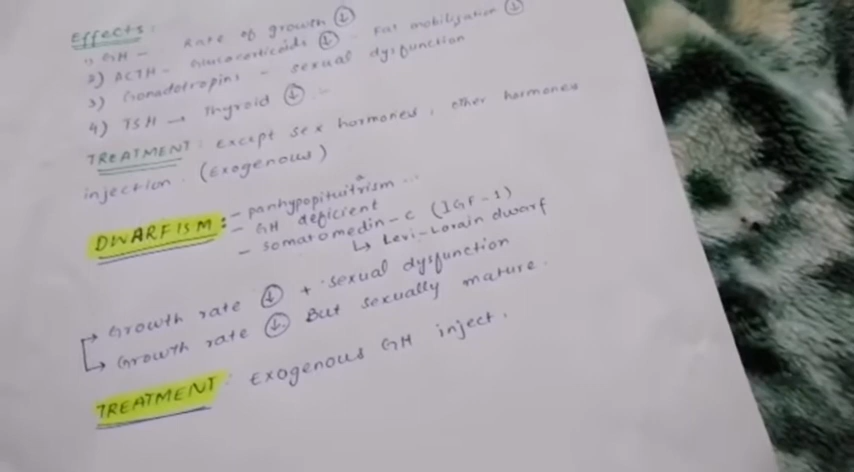 Effects:
1) GH - Rate of growth ↓
2) ACTH - Glucocorticoids ↓ - Fat mobilization ↓
3) Gonadotropins - sexual dysfunction
4) TSH → Thyroid ↓ :-
TREATMENT: except sex hormones, other hormones
injection. (Exogenous)
DWARFISM: - panhypopituitrism ...
- GH deficient
- somatomedin-c (IGF-1)
↳ Levi-Lorain dwarf
→ Growth rate ↓ + sexual dysfunction
→ Growth rate ↓. But sexually mature.
TREATMENT: Exogenous GH inject.